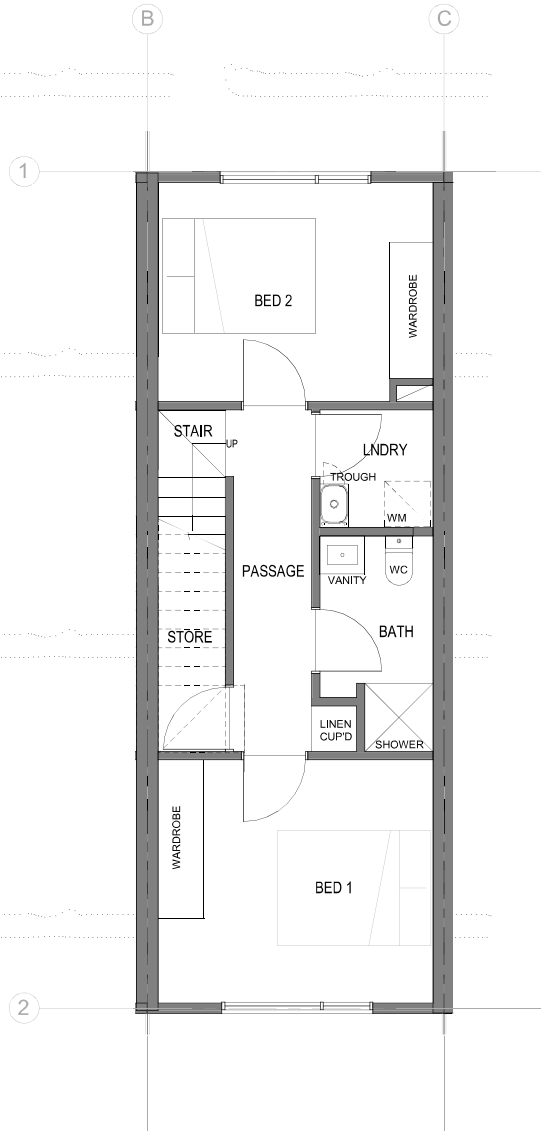 B
C
1
BED 2
WARDROBE
STAIR
UP
LNDRY
TROUGH
WM
PASSAGE
VANITY
WC
STORE
BATH
LINEN
CUP'D
SHOWER
WARDROBE
BED 1
2